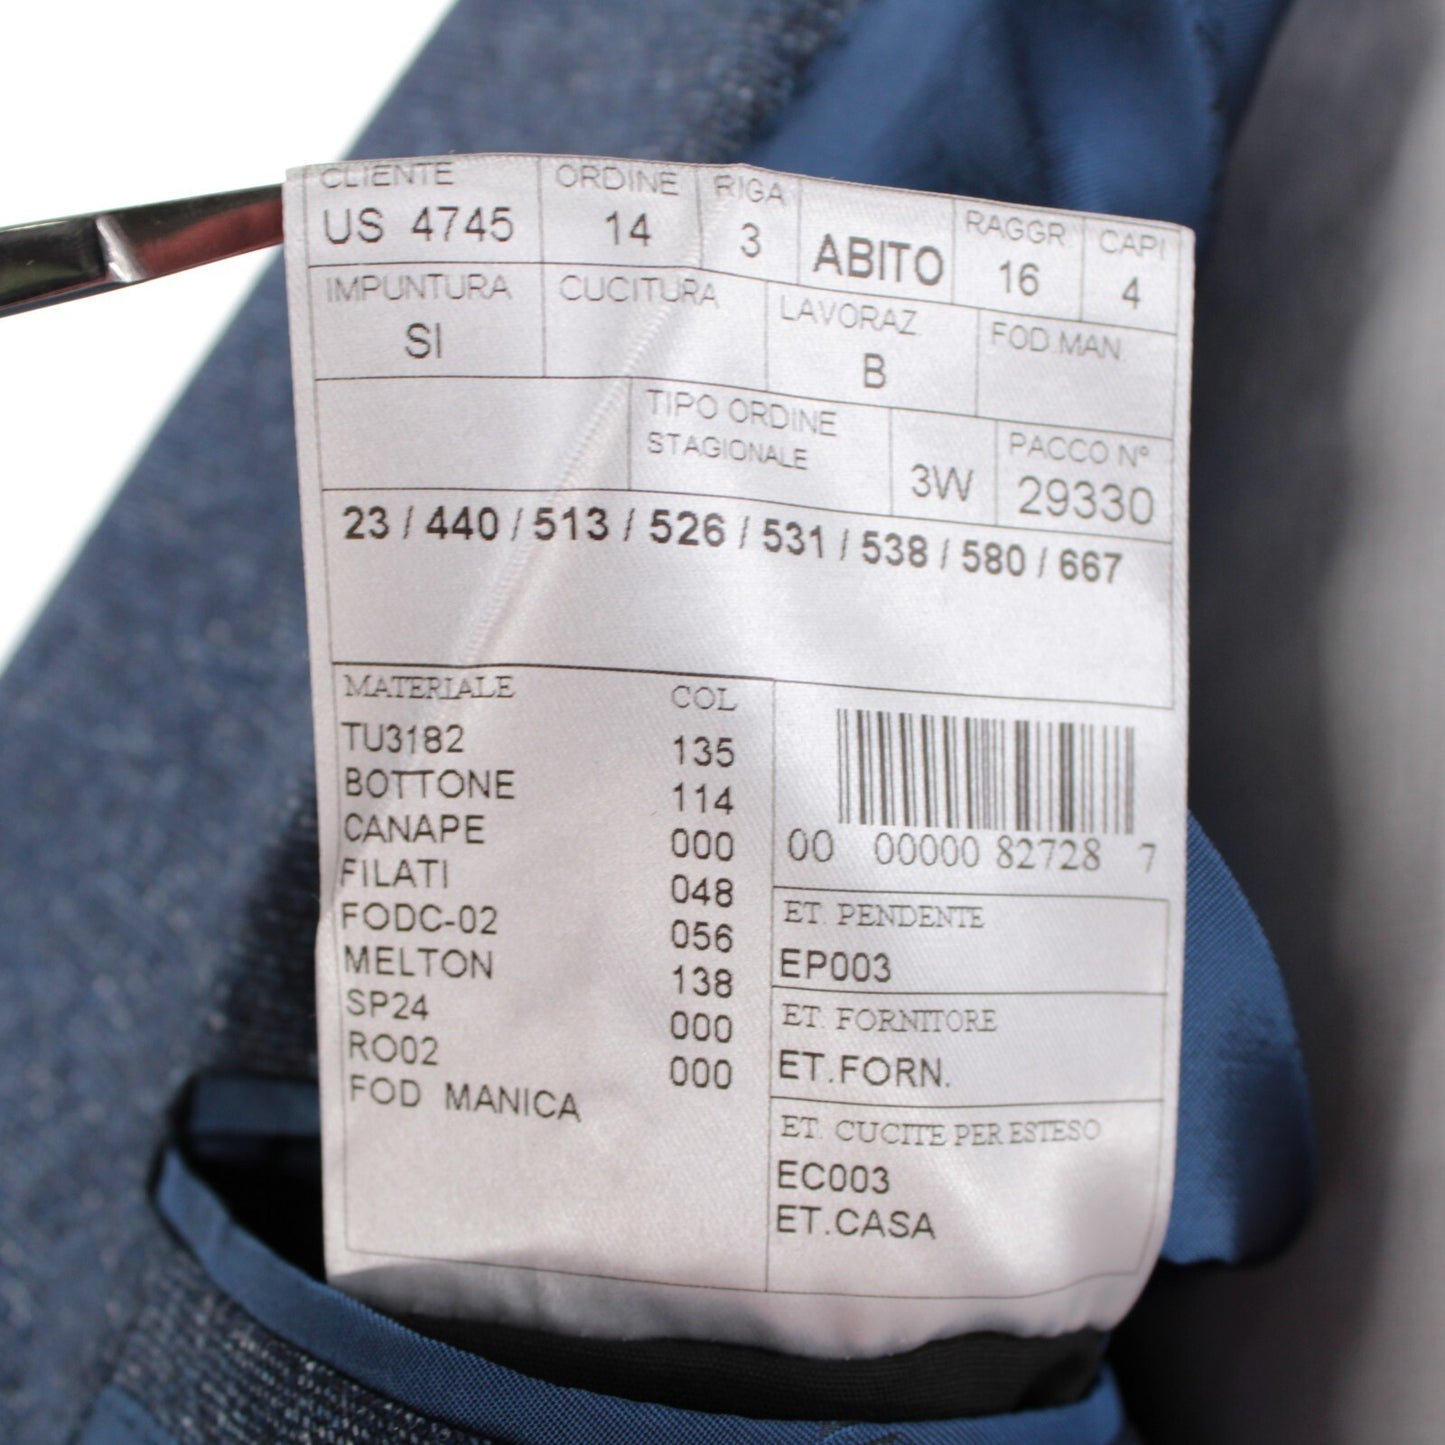 CLIENTE ORDINE RIGA RAGGR CAPI
US 4745 14 3 ABITO 16 4
IMPUNTURA CUCITURA LAVORAZ FOD.MAN
SI B
TIPO ORDINE PACCO N°
STAGIONALE 3W 29330
23 / 440 / 513 / 526 / 531 / 538 / 580 / 667
MATERIALE COL
TU3182 135
BOTTONE 114
CANAPE 000
FILATI 048
FODC-02 056
MELTON 138
SP24 000
RO02 000
FOD MANICA
00 00000 82728 7
ET. PENDENTE
EP003
ET. FORNITORE
ET.FORN.
ET. CUCITE PER ESTESO
EC003
ET.CASA